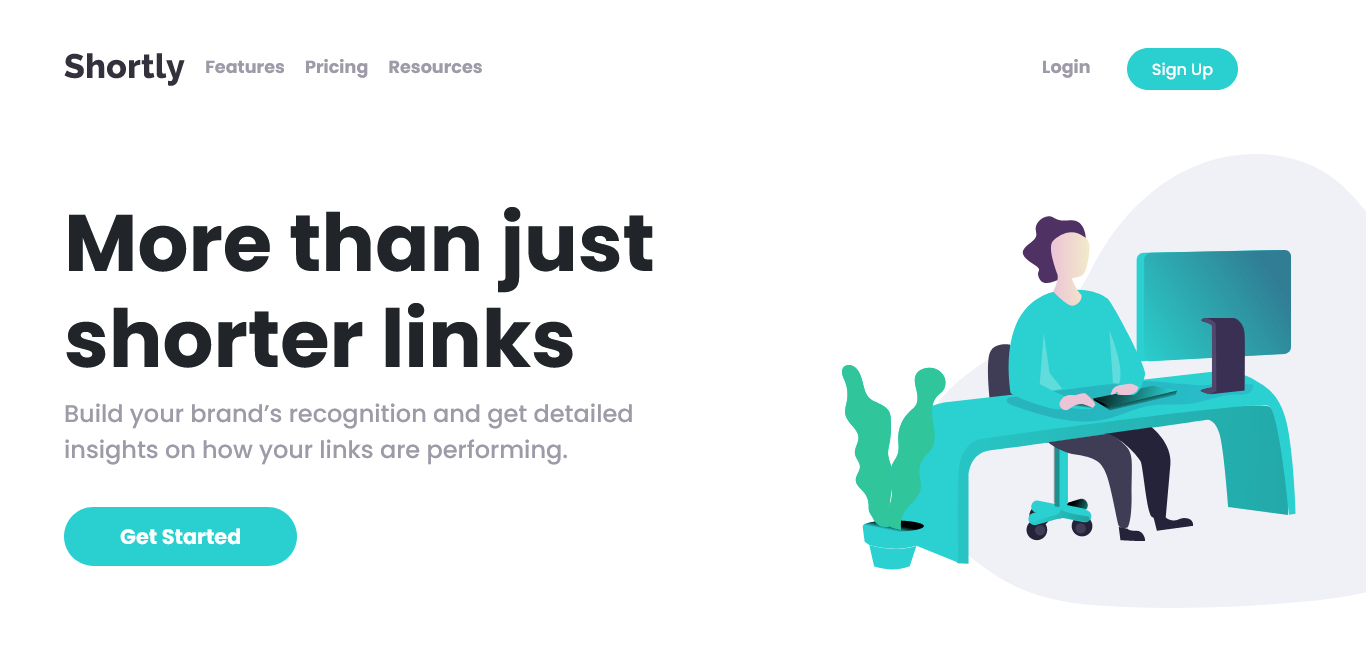 Shortly Features Pricing Resources Login Sign Up
More than just
shorter links
Build your brand’s recognition and get detailed
insights on how your links are performing.
Get Started